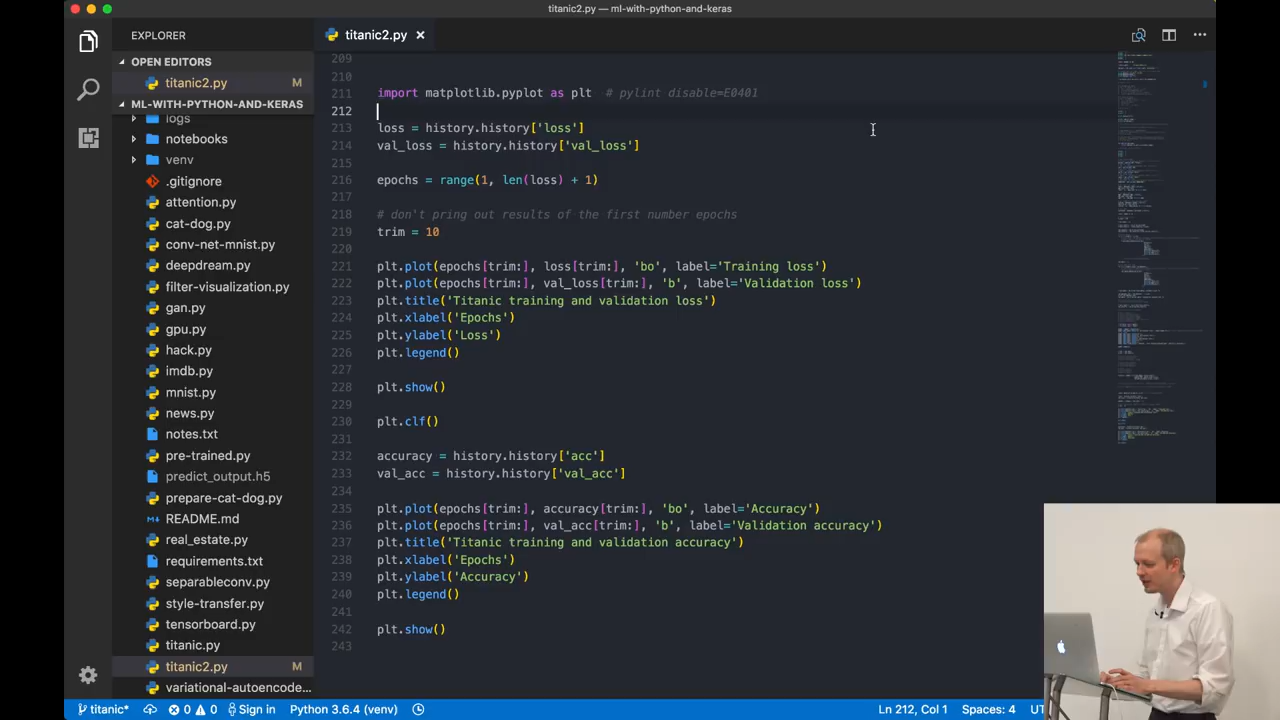 titanic2.py — ml-with-python-and-keras
EXPLORER
titanic2.py
OPEN EDITORS
titanic2.py M
ML-WITH-PYTHON-AND-KERAS
logs
notebooks
venv
.gitignore
attention.py
cat-dog.py
conv-net-mnist.py
deepdream.py
filter-visualization.py
gan.py
gpu.py
hack.py
imdb.py
mnist.py
news.py
notes.txt
pre-trained.py
predict_output.h5
prepare-cat-dog.py
README.md
real_estate.py
requirements.txt
separableconv.py
style-transfer.py
tensorboard.py
titanic.py
titanic2.py M
variational-autoencode...
209
210
211 import matplotlib.pyplot as plt # pylint disable=E0401
212
213 loss = history.history['loss']
214 val_loss = history.history['val_loss']
215
216 epochs = range(1, len(loss) + 1)
217
218 # don't ring out results of the first number epochs
219 trim = 10
220
221 plt.plot(epochs[trim:], loss[trim:], 'bo', label='Training loss')
222 plt.plot(epochs[trim:], val_loss[trim:], 'b', label='Validation loss')
223 plt.title('Titanic training and validation loss')
224 plt.xlabel('Epochs')
225 plt.ylabel('Loss')
226 plt.legend()
227
228 plt.show()
229
230 plt.clf()
231
232 accuracy = history.history['acc']
233 val_acc = history.history['val_acc']
234
235 plt.plot(epochs[trim:], accuracy[trim:], 'bo', label='Accuracy')
236 plt.plot(epochs[trim:], val_acc[trim:], 'b', label='Validation accuracy')
237 plt.title('Titanic training and validation accuracy')
238 plt.xlabel('Epochs')
239 plt.ylabel('Accuracy')
240 plt.legend()
241
242 plt.show()
243
titanic* 0 0 Sign in Python 3.6.4 (venv) Ln 212, Col 1 Spaces: 4 UT